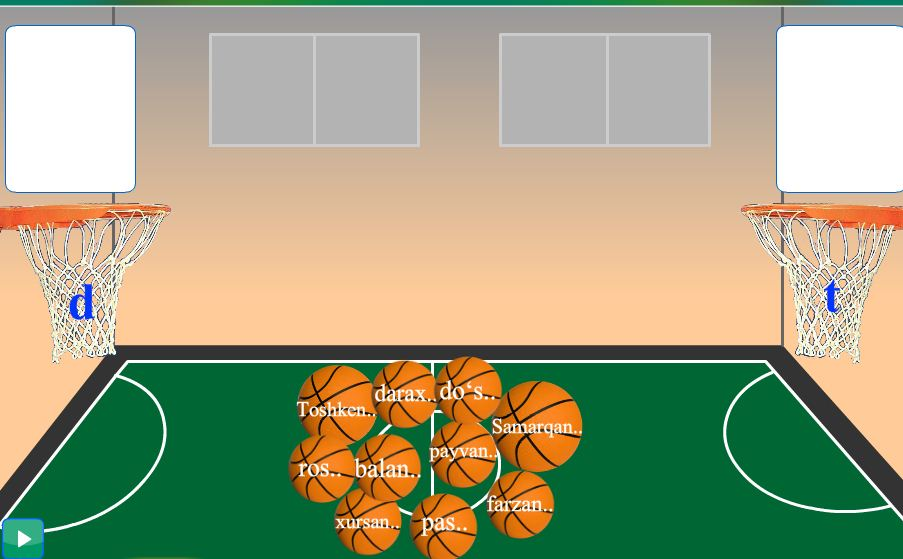 d
t
Toshken..
darax..
do‘s..
Samarqan..
ros..
balan..
payvan..
xursan..
pas..
farzan..